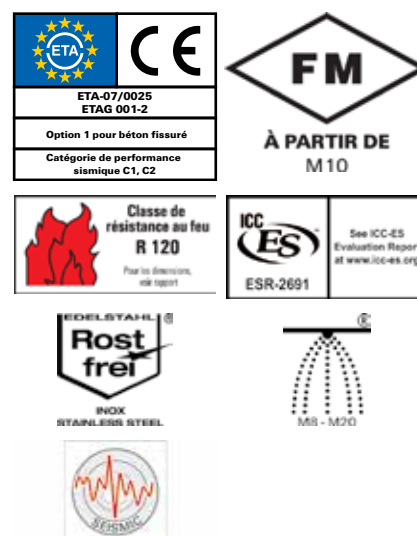 ETA
CE
ETA-07/0025
ETAG 001-2
Option 1 pour béton fissuré
Catégorie de performance
sismique C1, C2
FM
À PARTIR DE
M10
Classe de
résistance au feu
R 120
Pour les dimensions,
voir rapport
ICC
ES
ESR-2691
See ICC-ES
Evaluation Report
at www.icc-es.org
EDELSTAHL ®
Rost
frei
INOX
STAINLESS STEEL
®
M8 - M20
SEISMIC